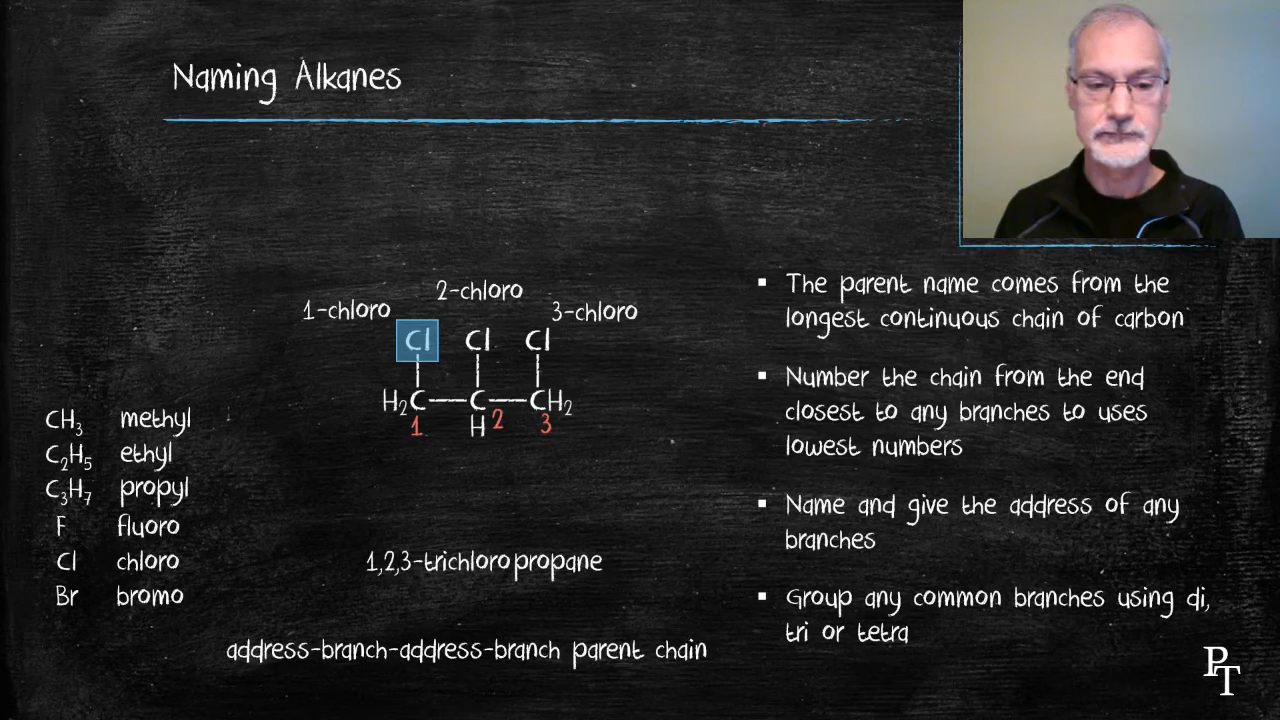 Naming Alkanes
1-chloro
2-chloro
3-chloro
Cl Cl Cl
H₂C—C—CH₂
1 H 2 3
CH₃ methyl
C₂H₅ ethyl
C₃H₇ propyl
F fluoro
Cl chloro
Br bromo
1,2,3-trichloropropane
address-branch-address-branch parent chain
▪ The parent name comes from the
longest continuous chain of carbon
▪ Number the chain from the end
closest to any branches to uses
lowest numbers
▪ Name and give the address of any
branches
▪ Group any common branches using di,
tri or tetra
PT